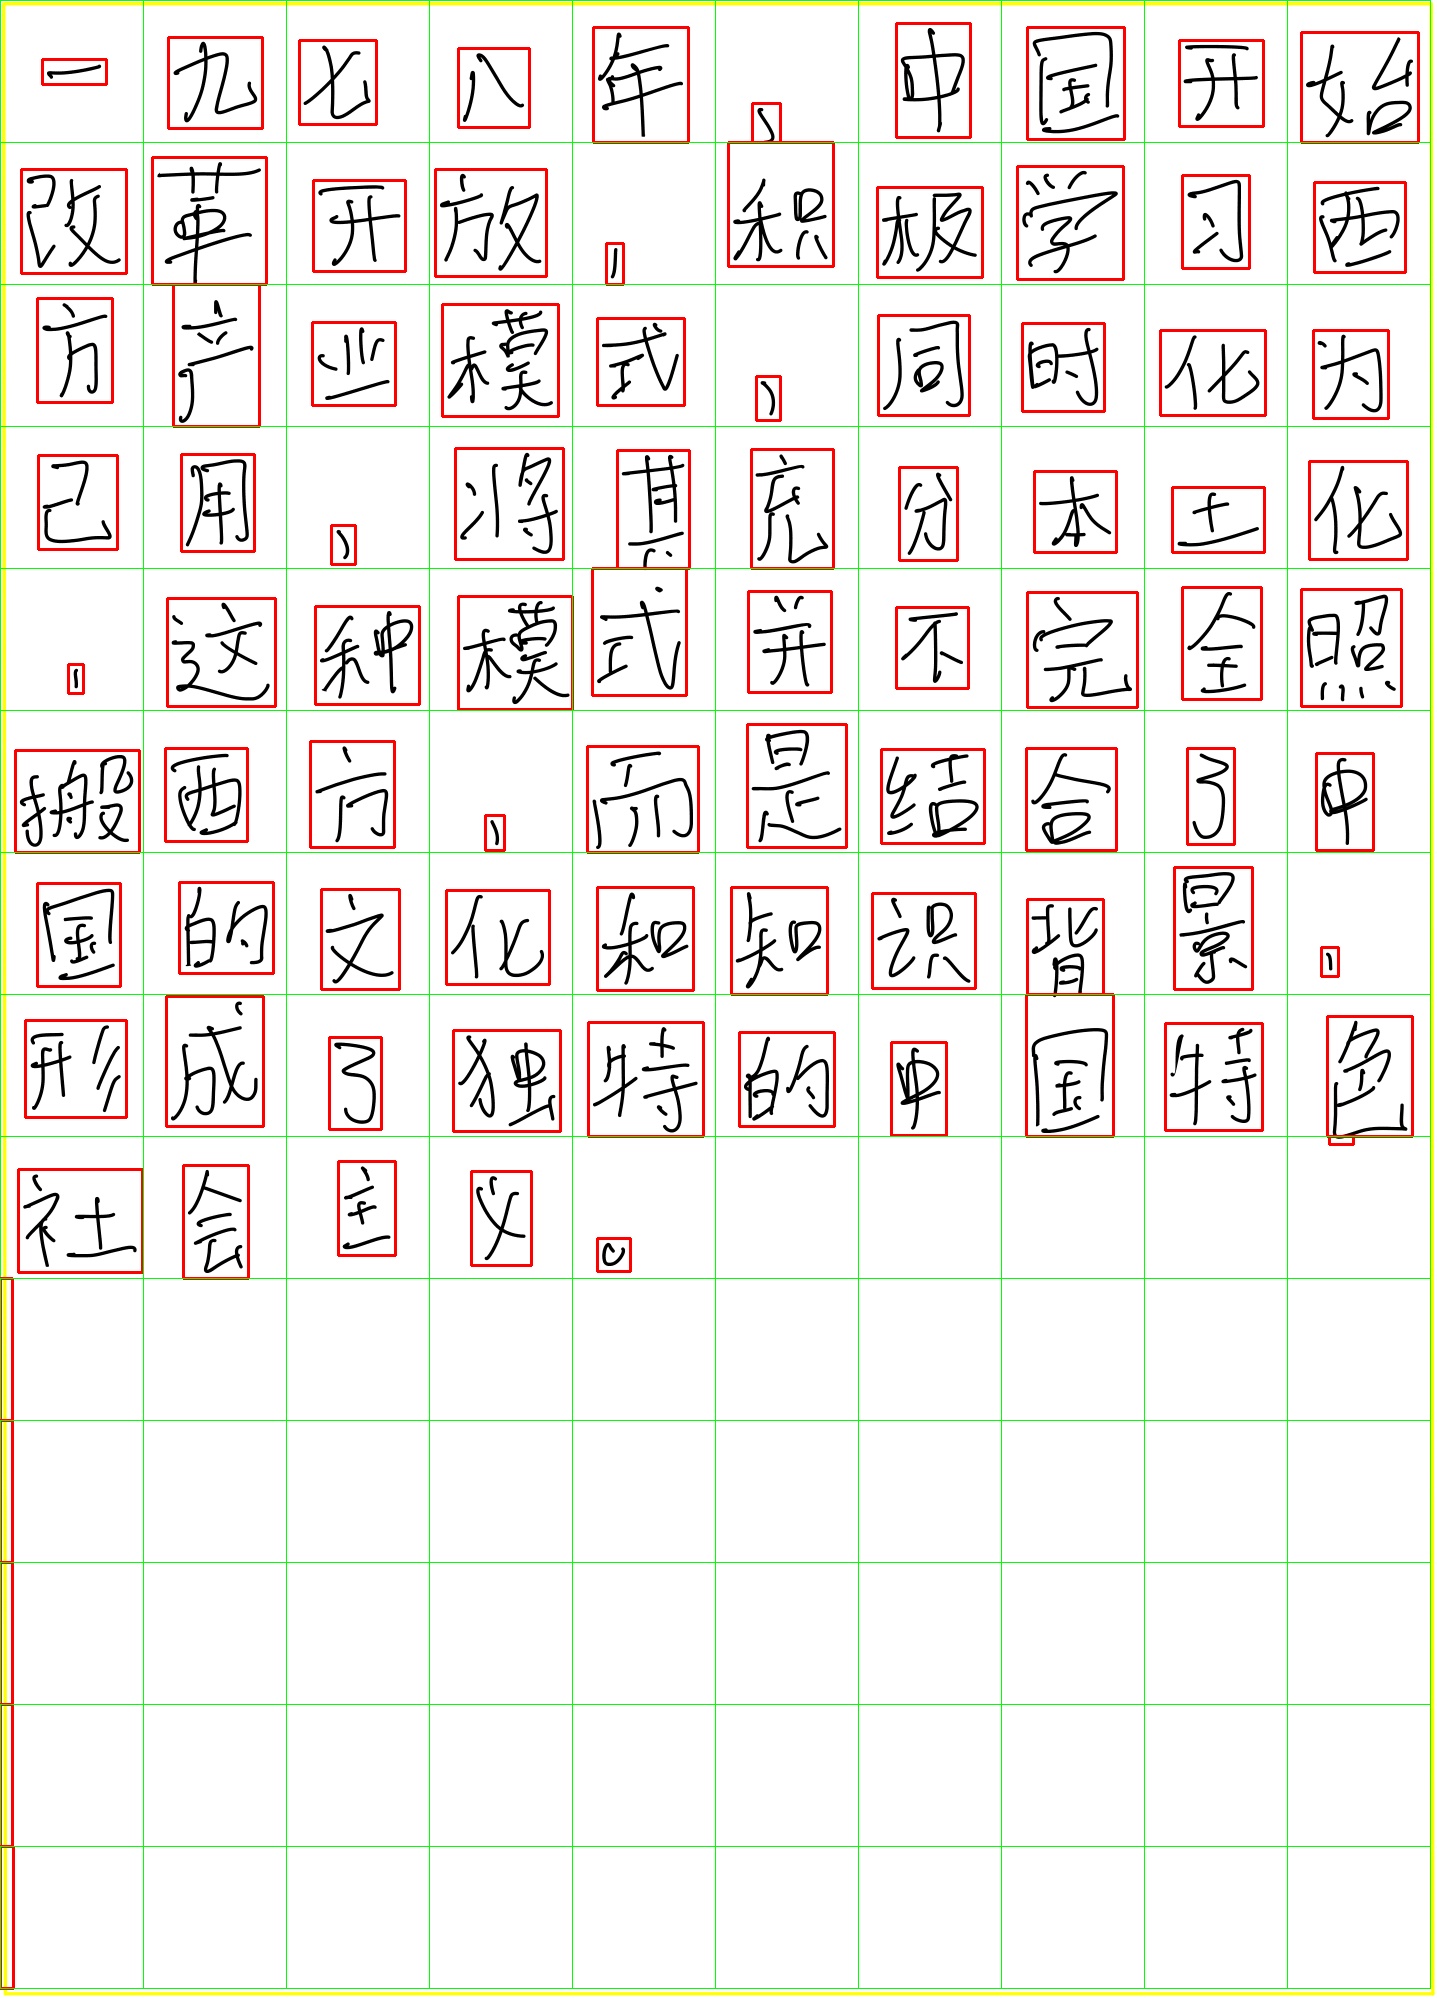 一九七八年，中国开始
改革开放，积极学习西
方产业模式，同时化为
己用，将其充分本土化
，这种模式并不完全照
搬西方，而是结合了中
国的文化和知识背景，
形成了独特的中国特色
社会主义。